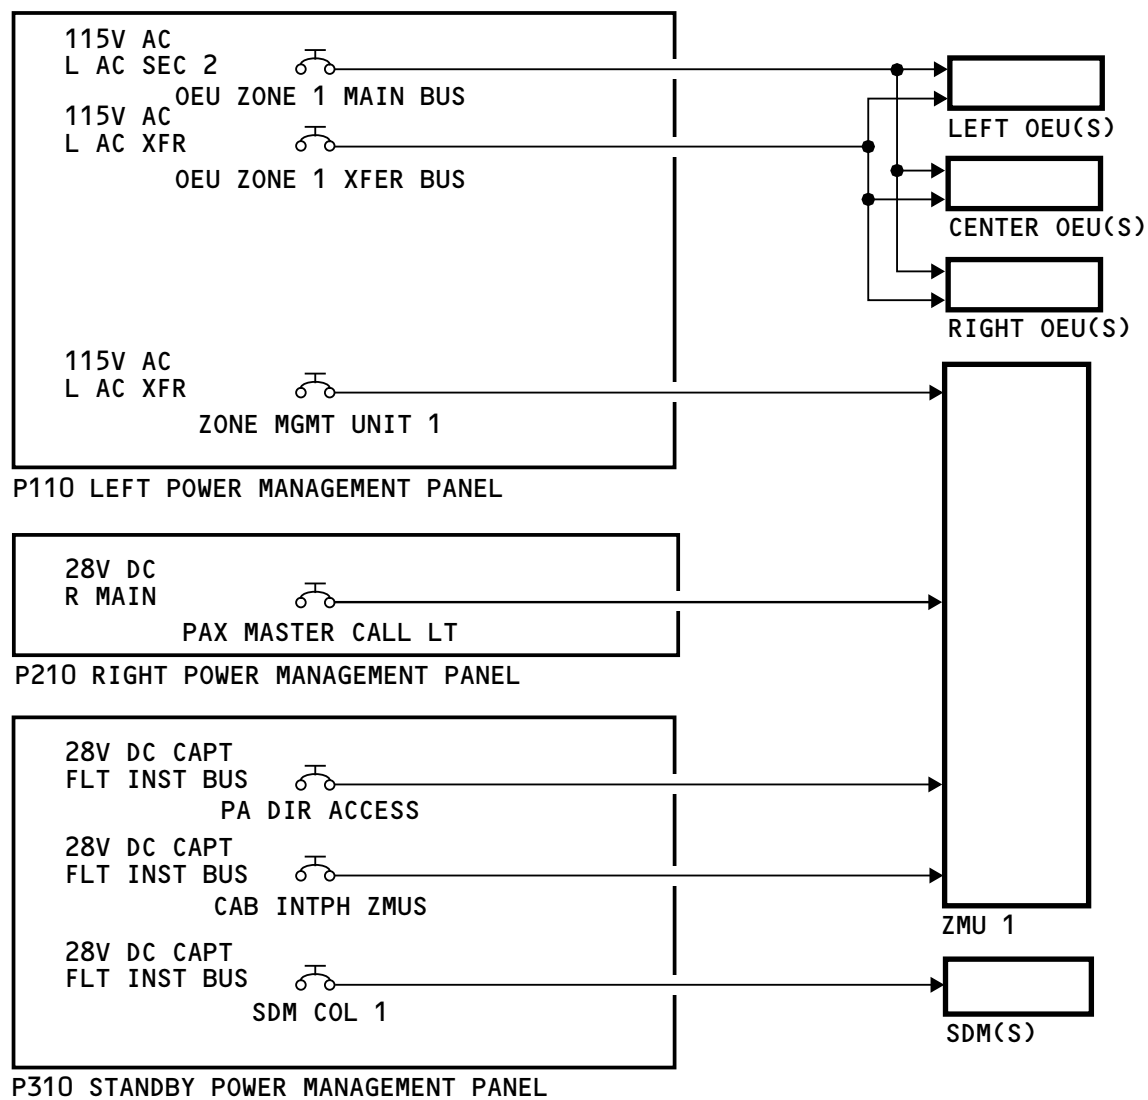 115V AC
L AC SEC 2
OEU ZONE 1 MAIN BUS
115V AC
L AC XFR
OEU ZONE 1 XFER BUS
LEFT OEU(S)
CENTER OEU(S)
RIGHT OEU(S)
115V AC
L AC XFR
ZONE MGMT UNIT 1
P110 LEFT POWER MANAGEMENT PANEL
28V DC
R MAIN
PAX MASTER CALL LT
P210 RIGHT POWER MANAGEMENT PANEL
28V DC CAPT
FLT INST BUS
PA DIR ACCESS
28V DC CAPT
FLT INST BUS
CAB INTPH ZMUS
ZMU 1
28V DC CAPT
FLT INST BUS
SDM COL 1
SDM(S)
P310 STANDBY POWER MANAGEMENT PANEL